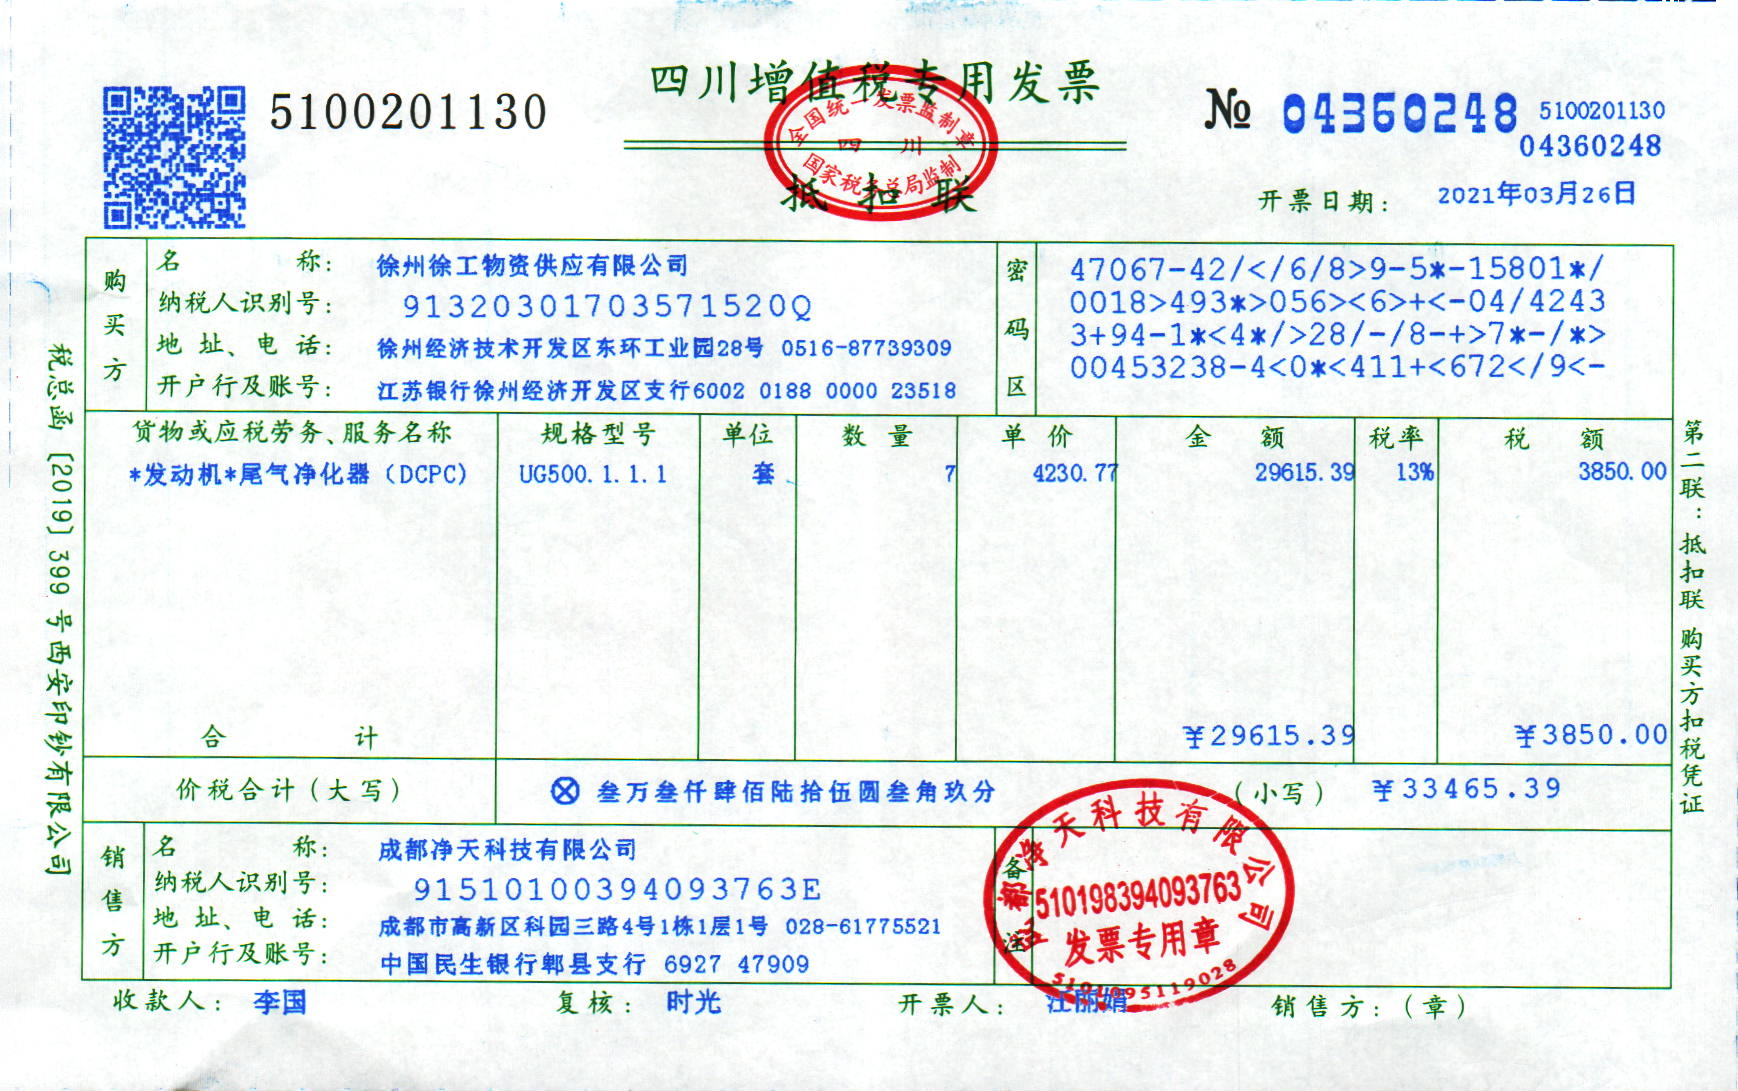 四川增值税专用发票
5100201130
№ 04360248
5100201130
04360248
全国统一发票监制章
四川
国家税务总局监制
抵扣联
开票日期: 2021年03月26日
购买方
名称: 徐州徐工物资供应有限公司
纳税人识别号: 91320301703571520Q
地址、电话: 徐州经济技术开发区东环工业园28号 0516-87739309
开户行及账号: 江苏银行徐州经济开发区支行6002 0188 0000 23518
密码区
47067-42/</6/8>9-5*-15801*/
0018>493*>056><6>+<-04/4243
3+94-1*<4*/>28/-/8-+>7*-/*>
00453238-4<0*<411+<672</9<-
货物或应税劳务、服务名称 规格型号 单位 数量 单价 金额 税率 税额
*发动机*尾气净化器(DCPC) UG500.1.1.1 套 7 4230.77 29615.39 13% 3850.00
合计 ¥29615.39 ¥3850.00
价税合计(大写) ⊗ 叁万叁仟肆佰陆拾伍圆叁角玖分 (小写) ¥33465.39
销售方
名称: 成都净天科技有限公司
纳税人识别号: 91510100394093763E
地址、电话: 成都市高新区科园三路4号1栋1层1号 028-61775521
开户行及账号: 中国民生银行郫县支行 6927 47909
备注
成都净天科技有限公司
510198394093763
发票专用章
5101095119028
收款人: 李国 复核: 时光 开票人: 江丽娟 销售方:(章)
税总函[2019]399号西安印钞有限公司
第二联:抵扣联 购买方扣税凭证